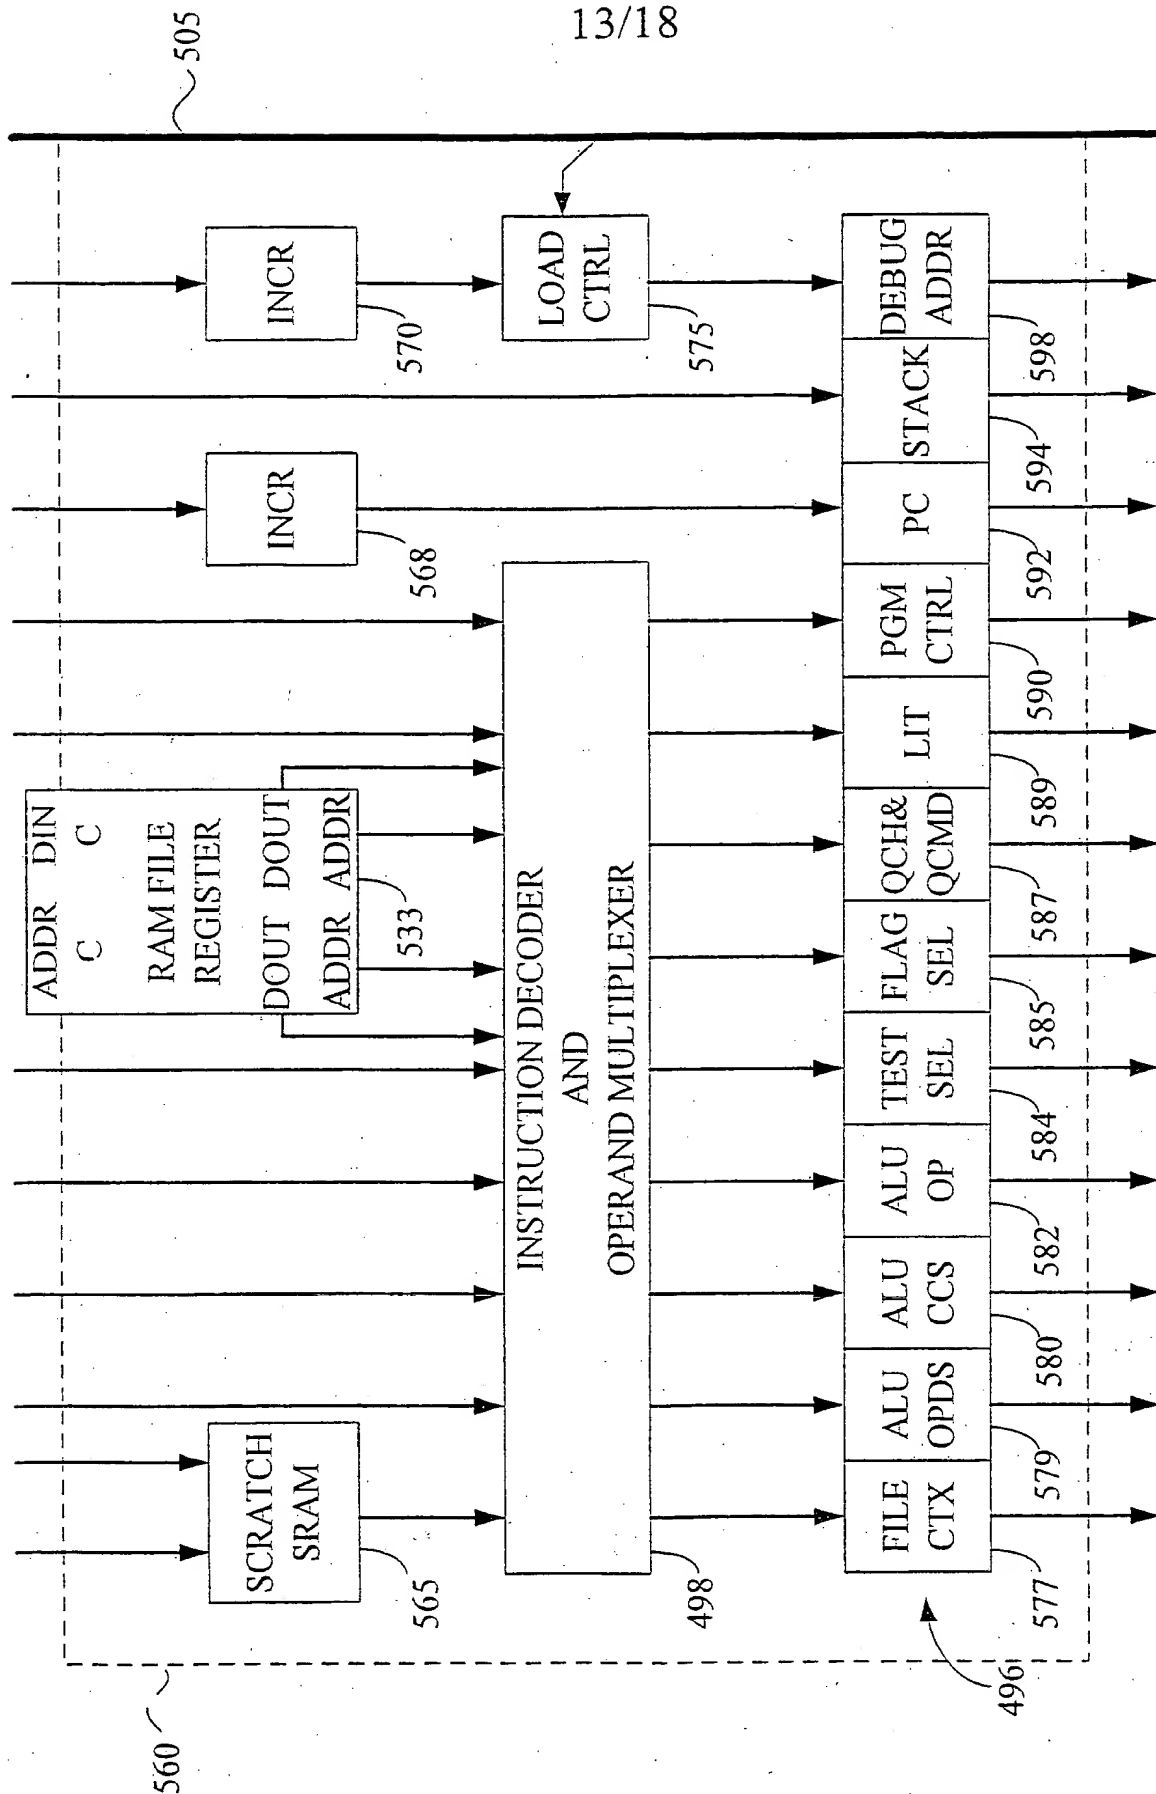 13/18
505
560
ADDR DIN
C C
RAM FILE
REGISTER
DOUT DOUT
ADDR ADDR
533
SCRATCH
SRAM
565
INCR
568
INCR
570
INSTRUCTION DECODER
AND
OPERAND MULTIPLEXER
498
LOAD
CTRL
575
496
FILE
CTX
577
ALU
OPDS
579
ALU
CCS
580
ALU
OP
582
TEST
SEL
584
FLAG
SEL
585
QCH&
QCMD
587
LIT
589
PGM
CTRL
590
PC
592
STACK
594
DEBUG
ADDR
598